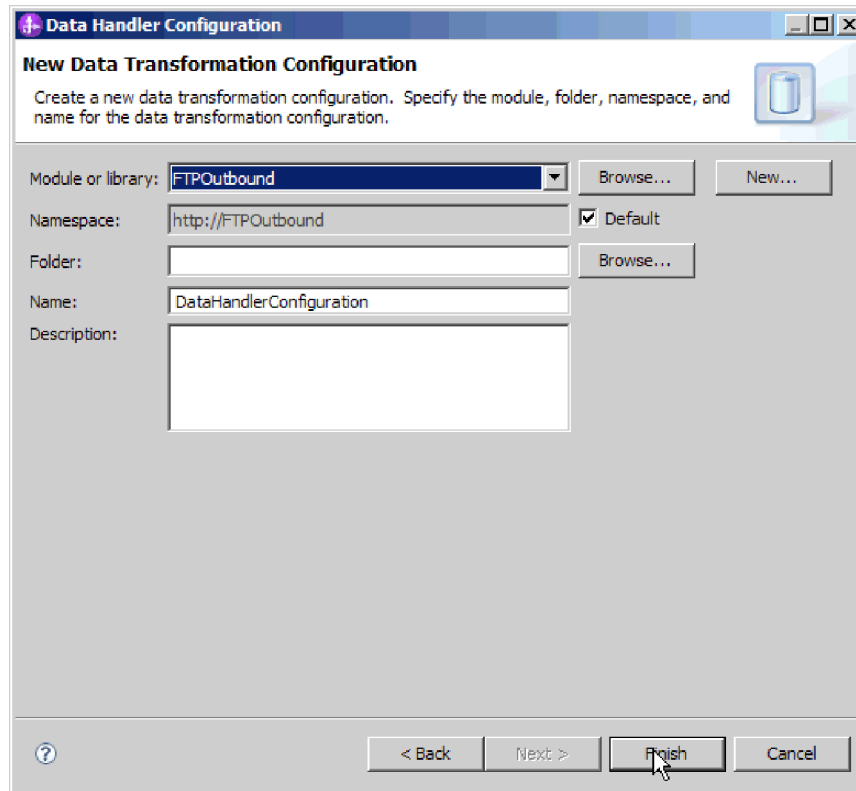 Data Handler Configuration
New Data Transformation Configuration
Create a new data transformation configuration. Specify the module, folder, namespace, and
name for the data transformation configuration.
Module or library: FTPOutbound Browse... New...
Namespace: http://FTPOutbound Default
Folder: Browse...
Name: DataHandlerConfiguration
Description:
? < Back Next > Finish Cancel